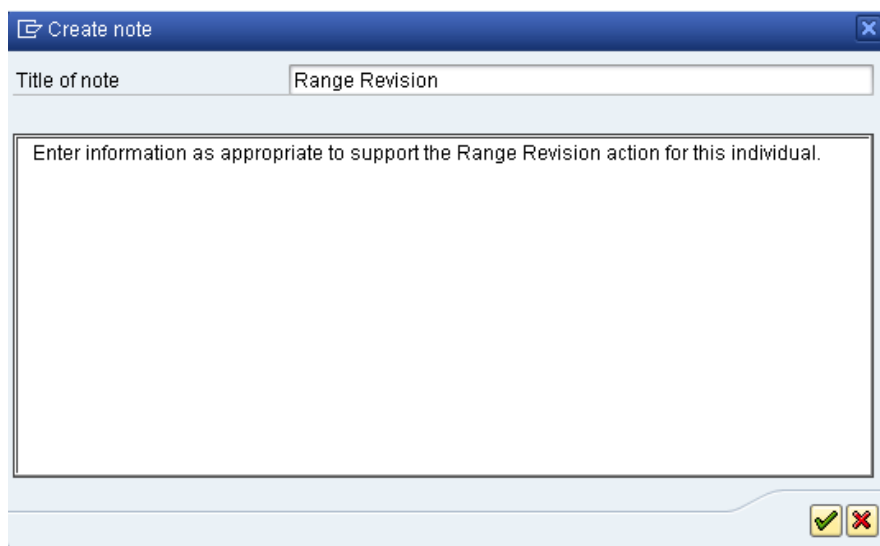 Create note
Title of note Range Revision
Enter information as appropriate to support the Range Revision action for this individual.